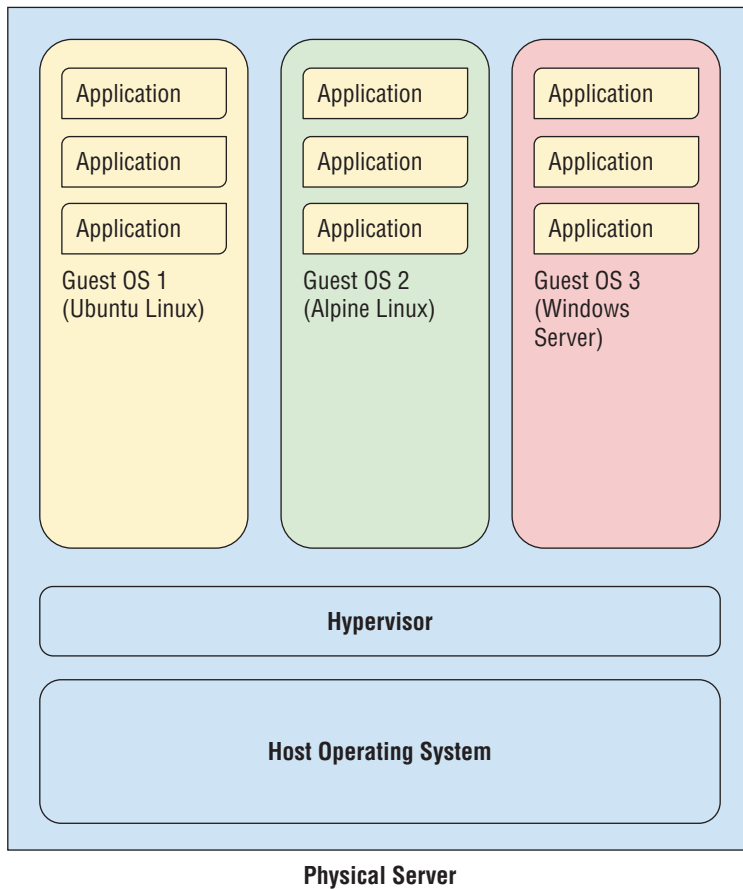 Application
Application
Application
Guest OS 1
(Ubuntu Linux)
Application
Application
Application
Guest OS 2
(Alpine Linux)
Application
Application
Application
Guest OS 3
(Windows
Server)
Hypervisor
Host Operating System
Physical Server